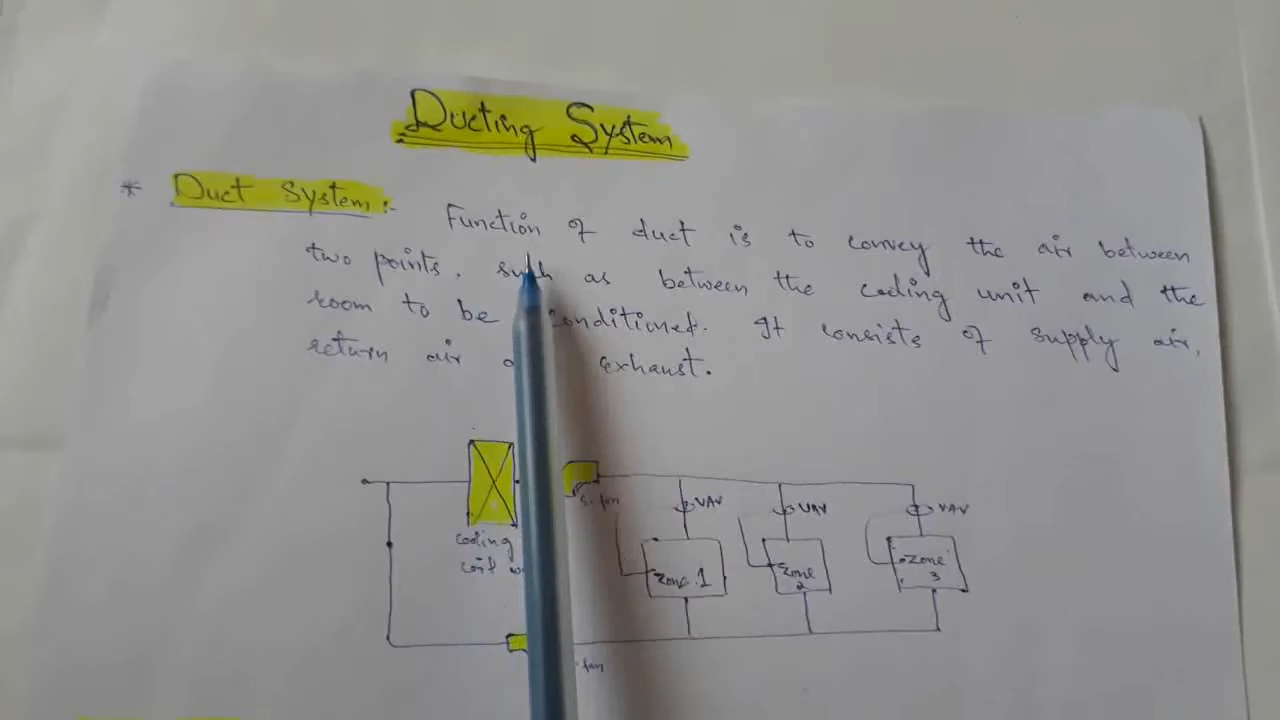 Ducting System
* Duct System:-
Function of duct is to convey the air between
two points. such as between the cooling unit and the
room to be conditioned. It consists of supply air,
return air exhaust.
S. fan
VAV
VAV
VAV
cooling
coil
Zone. 1
Zone 2
Zone 3
fan